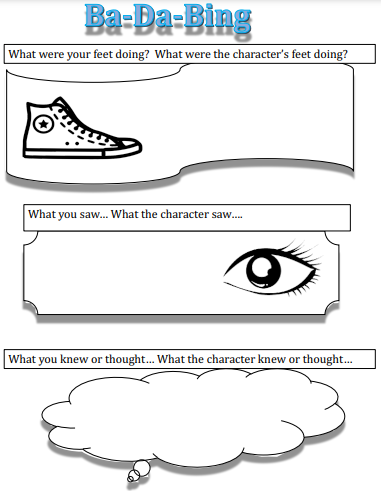 Ba-Da-Bing
What were your feet doing? What were the character's feet doing?
What you saw... What the character saw....
What you knew or thought... What the character knew or thought...